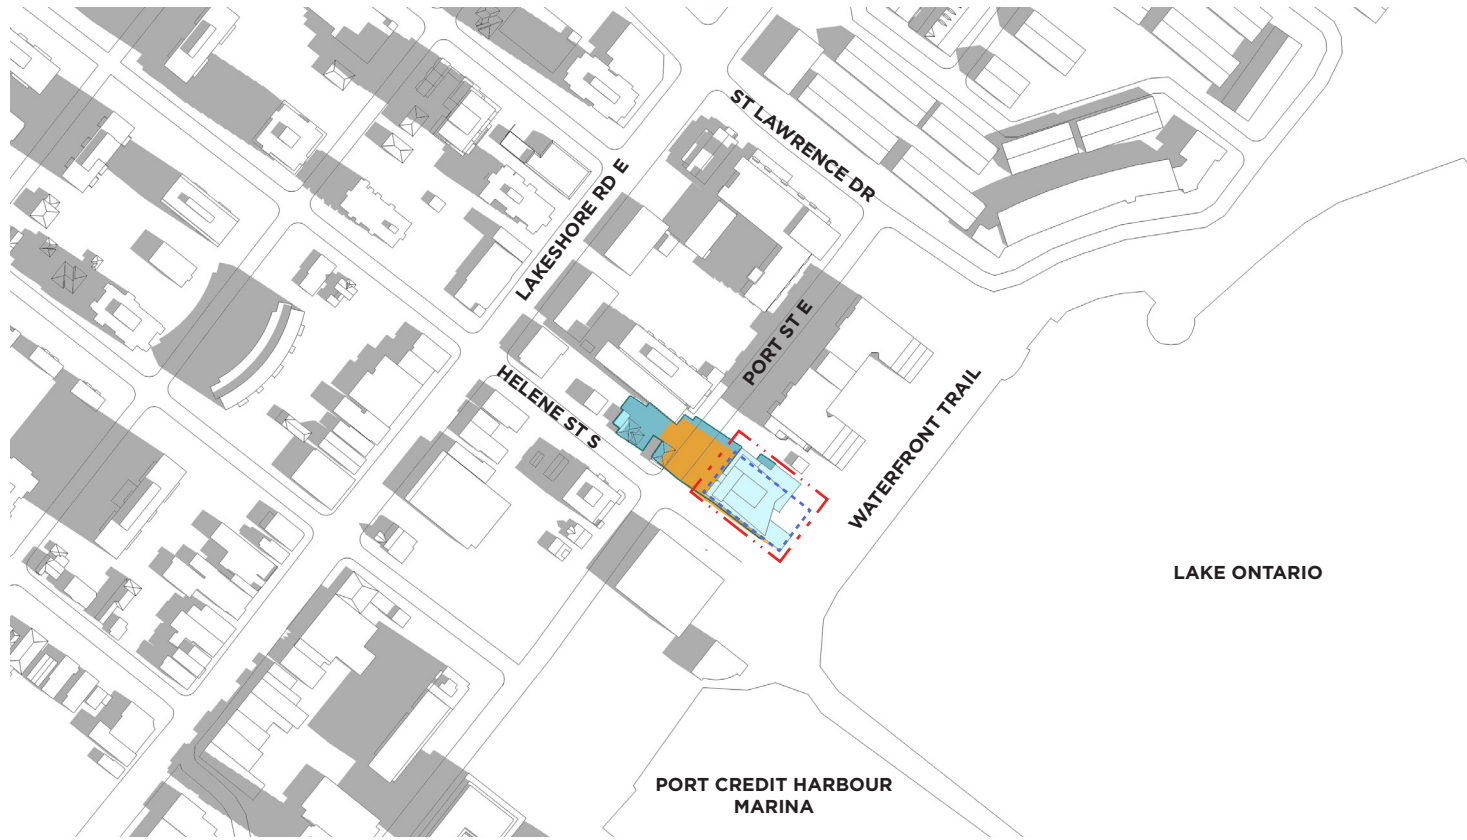 ST LAWRENCE DR
LAKESHORE RD E
PORT ST E
HELENE ST S
WATERFRONT TRAIL
LAKE ONTARIO
PORT CREDIT HARBOUR
MARINA